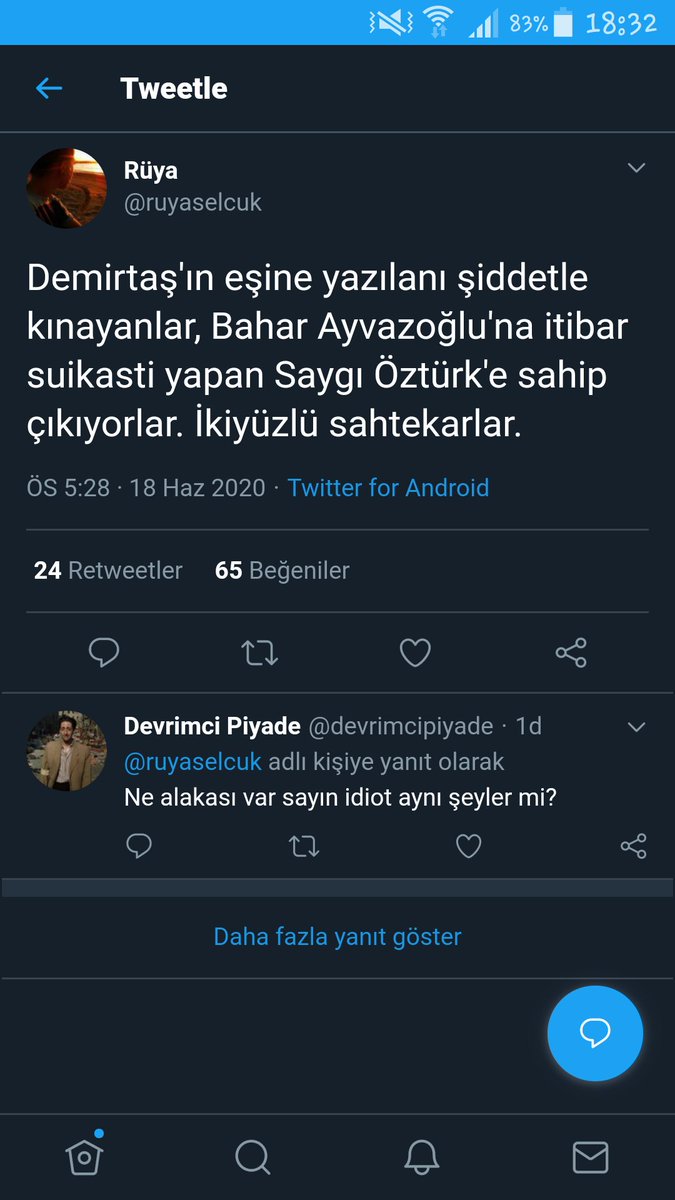 83% 18:32
Tweetle
Rüya
@ruyaselcuk
Demirtaş'ın eşine yazılanı şiddetle
kınayanlar, Bahar Ayvazoğlu'na itibar
suikasti yapan Saygı Öztürk'e sahip
çıkıyorlar. İkiyüzlü sahtekarlar.
ÖS 5:28 · 18 Haz 2020 · Twitter for Android
24 Retweetler 65 Beğeniler
Devrimci Piyade @devrimcipiyade · 1d
@ruyaselcuk adlı kişiye yanıt olarak
Ne alakası var sayın idiot aynı şeyler mi?
Daha fazla yanıt göster